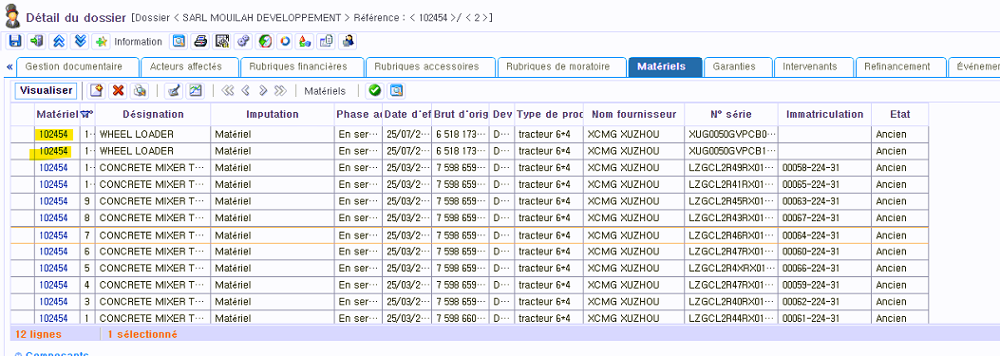 Détail du dossier [Dossier < SARL MOUILAH DEVELOPPEMENT > Référence : < 102454 >/ < 2 >]
Information
« Gestion documentaire Acteurs affectés Rubriques financières Rubriques accessoires Rubriques de moratoire Matériels Garanties Intervenants Refinancement Événemer
Visualiser Matériels
Matériel N° Désignation Imputation Phase a Date d'ef Brut d'orig Dev Type de proc Nom fournisseur N° série Immatriculation Etat
102454 1· WHEEL LOADER Matériel En ser··· 25/07/2··· 6 518 173··· D··· tracteur 6*4 XCMG XUZHOU XUG0050GVPCB0··· Ancien
102454 1· WHEEL LOADER Matériel En ser··· 25/07/2··· 6 518 173··· D··· tracteur 6*4 XCMG XUZHOU XUG0050GVPCB1··· Ancien
102454 1· CONCRETE MIXER T··· Matériel En ser··· 25/03/2··· 7 598 659··· D··· tracteur 6*4 XCMG XUZHOU LZGCL2R49RX01··· 00058-224-31 Ancien
102454 1· CONCRETE MIXER T··· Matériel En ser··· 25/03/2··· 7 598 659··· D··· tracteur 6*4 XCMG XUZHOU LZGCL2R41RX01··· 00065-224-31 Ancien
102454 9 CONCRETE MIXER T··· Matériel En ser··· 25/03/2··· 7 598 659··· D··· tracteur 6*4 XCMG XUZHOU LZGCL2R45RX01··· 00063-224-31 Ancien
102454 8 CONCRETE MIXER T··· Matériel En ser··· 25/03/2··· 7 598 659··· D··· tracteur 6*4 XCMG XUZHOU LZGCL2R43RX01··· 00067-224-31 Ancien
102454 7 CONCRETE MIXER T··· Matériel En ser··· 25/03/2··· 7 598 659··· D··· tracteur 6*4 XCMG XUZHOU LZGCL2R46RX01··· 00064-224-31 Ancien
102454 6 CONCRETE MIXER T··· Matériel En ser··· 25/03/2··· 7 598 659··· D··· tracteur 6*4 XCMG XUZHOU LZGCL2R47RX01··· 00060-224-31 Ancien
102454 5 CONCRETE MIXER T··· Matériel En ser··· 25/03/2··· 7 598 659··· D··· tracteur 6*4 XCMG XUZHOU LZGCL2R4XRX01··· 00066-224-31 Ancien
102454 4 CONCRETE MIXER T··· Matériel En ser··· 25/03/2··· 7 598 659··· D··· tracteur 6*4 XCMG XUZHOU LZGCL2R47RX01··· 00059-224-31 Ancien
102454 3 CONCRETE MIXER T··· Matériel En ser··· 25/03/2··· 7 598 659··· D··· tracteur 6*4 XCMG XUZHOU LZGCL2R40RX01··· 00062-224-31 Ancien
102454 1 CONCRETE MIXER T··· Matériel En ser··· 25/03/2··· 7 598 660··· D··· tracteur 6*4 XCMG XUZHOU LZGCL2R44RX01··· 00061-224-31 Ancien
12 lignes 1 sélectionné
Composants